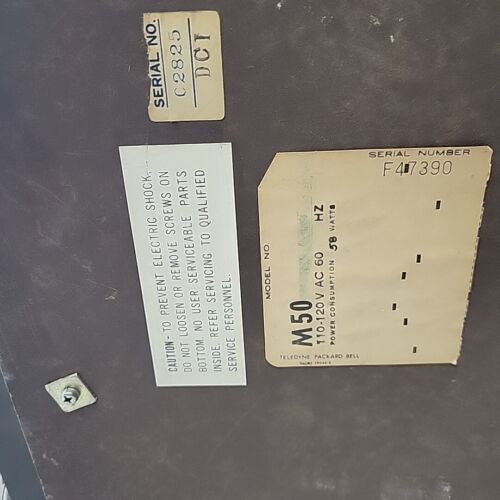 SERIAL NO.
C2825
DCI
CAUTION: TO PREVENT ELECTRIC SHOCK,
DO NOT LOOSEN OR REMOVE SCREWS ON
BOTTOM. NO USER SERVICEABLE PARTS
INSIDE. REFER SERVICING TO QUALIFIED
SERVICE PERSONNEL.
SERIAL NUMBER
F47390
MODEL NO.
M50
110-120V AC 60 HZ
POWER CONSUMPTION 58 WATTS
TELEDYNE PACKARD BELL